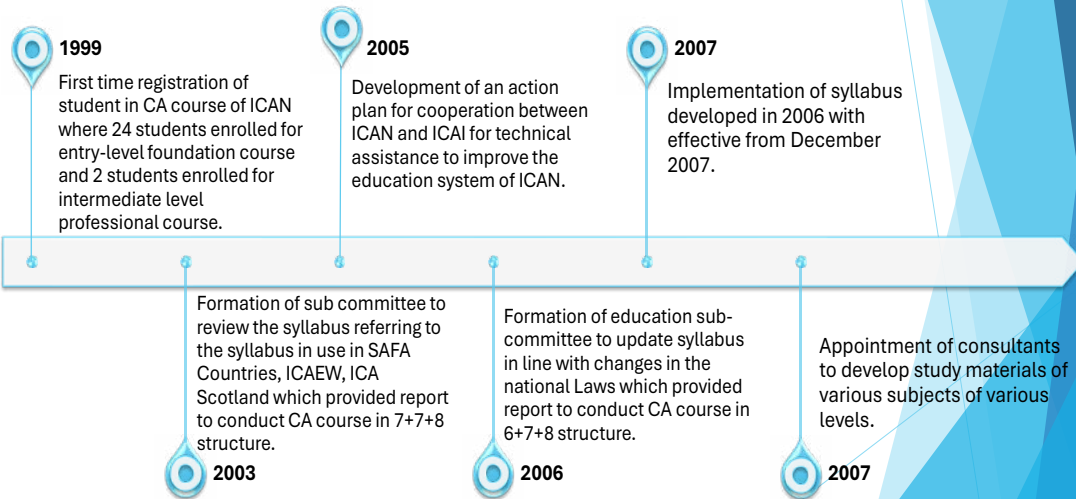 1999
First time registration of
student in CA course of ICAN
where 24 students enrolled for
entry-level foundation course
and 2 students enrolled for
intermediate level
professional course.
2005
Development of an action
plan for cooperation between
ICAN and ICAI for technical
assistance to improve the
education system of ICAN.
2007
Implementation of syllabus
developed in 2006 with
effective from December
2007.
Formation of sub committee to
review the syllabus referring to
the syllabus in use in SAFA
Countries, ICAEW, ICA
Scotland which provided report
to conduct CA course in 7+7+8
structure.
2003
Formation of education sub-
committee to update syllabus
in line with changes in the
national Laws which provided
report to conduct CA course in
6+7+8 structure.
2006
Appointment of consultants
to develop study materials of
various subjects of various
levels.
2007